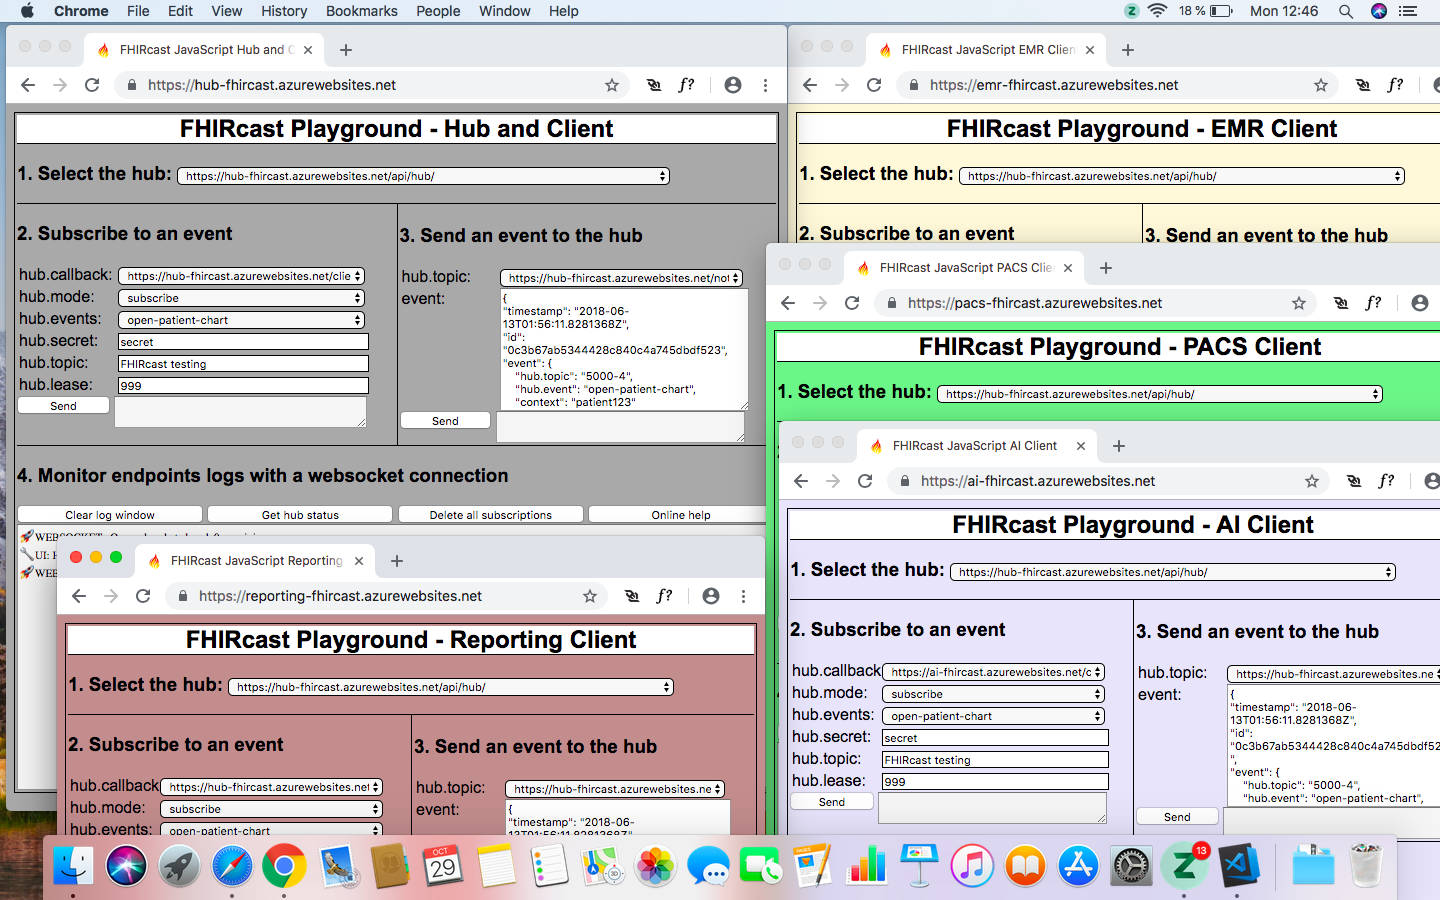 Chrome File Edit View History Bookmarks People Window Help
18 % Mon 12:46
FHIRcast JavaScript Hub and C
https://hub-fhircast.azurewebsites.net
f?
FHIRcast Playground - Hub and Client
1. Select the hub: https://hub-fhircast.azurewebsites.net/api/hub/
2. Subscribe to an event
hub.callback: https://hub-fhircast.azurewebsites.net/clie
hub.mode: subscribe
hub.events: open-patient-chart
hub.secret: secret
hub.topic: FHIRcast testing
hub.lease: 999
Send
3. Send an event to the hub
hub.topic: https://hub-fhircast.azurewebsites.net/not
event: {
"timestamp": "2018-06-
13T01:56:11.8281368Z",
"id":
"0c3b67ab5344428c840c4a745dbdf523",
"event": {
"hub.topic": "5000-4",
"hub.event": "open-patient-chart",
"context": "patient123"
Send
4. Monitor endpoints logs with a websocket connection
Clear log window Get hub status Delete all subscriptions Online help
UI:
FHIRcast JavaScript EMR Clien
https://emr-fhircast.azurewebsites.net
f?
FHIRcast Playground - EMR Client
1. Select the hub: https://hub-fhircast.azurewebsites.net/api/hub/
2. Subscribe to an event
3. Send an event to the hub
FHIRcast JavaScript PACS Clie
https://pacs-fhircast.azurewebsites.net
f?
FHIRcast Playground - PACS Client
1. Select the hub: https://hub-fhircast.azurewebsites.net/api/hub/
FHIRcast JavaScript AI Client
https://ai-fhircast.azurewebsites.net
f?
FHIRcast Playground - AI Client
1. Select the hub: https://hub-fhircast.azurewebsites.net/api/hub/
2. Subscribe to an event
hub.callback https://ai-fhircast.azurewebsites.net/c
hub.mode: subscribe
hub.events: open-patient-chart
hub.secret: secret
hub.topic: FHIRcast testing
hub.lease: 999
Send
3. Send an event to the hub
hub.topic: https://hub-fhircast.azurewebsites.ne
event: {
"timestamp": "2018-06-
13T01:56:11.8281368Z",
"id":
"0c3b67ab5344428c840c4a745dbdf52
",
"event": {
"hub.topic": "5000-4",
"hub.event": "open-patient-chart",
Send
FHIRcast JavaScript Reporting
https://reporting-fhircast.azurewebsites.net
f?
FHIRcast Playground - Reporting Client
1. Select the hub: https://hub-fhircast.azurewebsites.net/api/hub/
2. Subscribe to an event
hub.callback https://hub-fhircast.azurewebsites.net
hub.mode: subscribe
hub.events: open-patient-chart
3. Send an event to the hub
hub.topic: https://hub-fhircast.azurewebsites.ne
event: {
"timestamp": "2018-06-
13T01:56:11.8281368Z"
OCT
29
PAGES
3D
Z
13